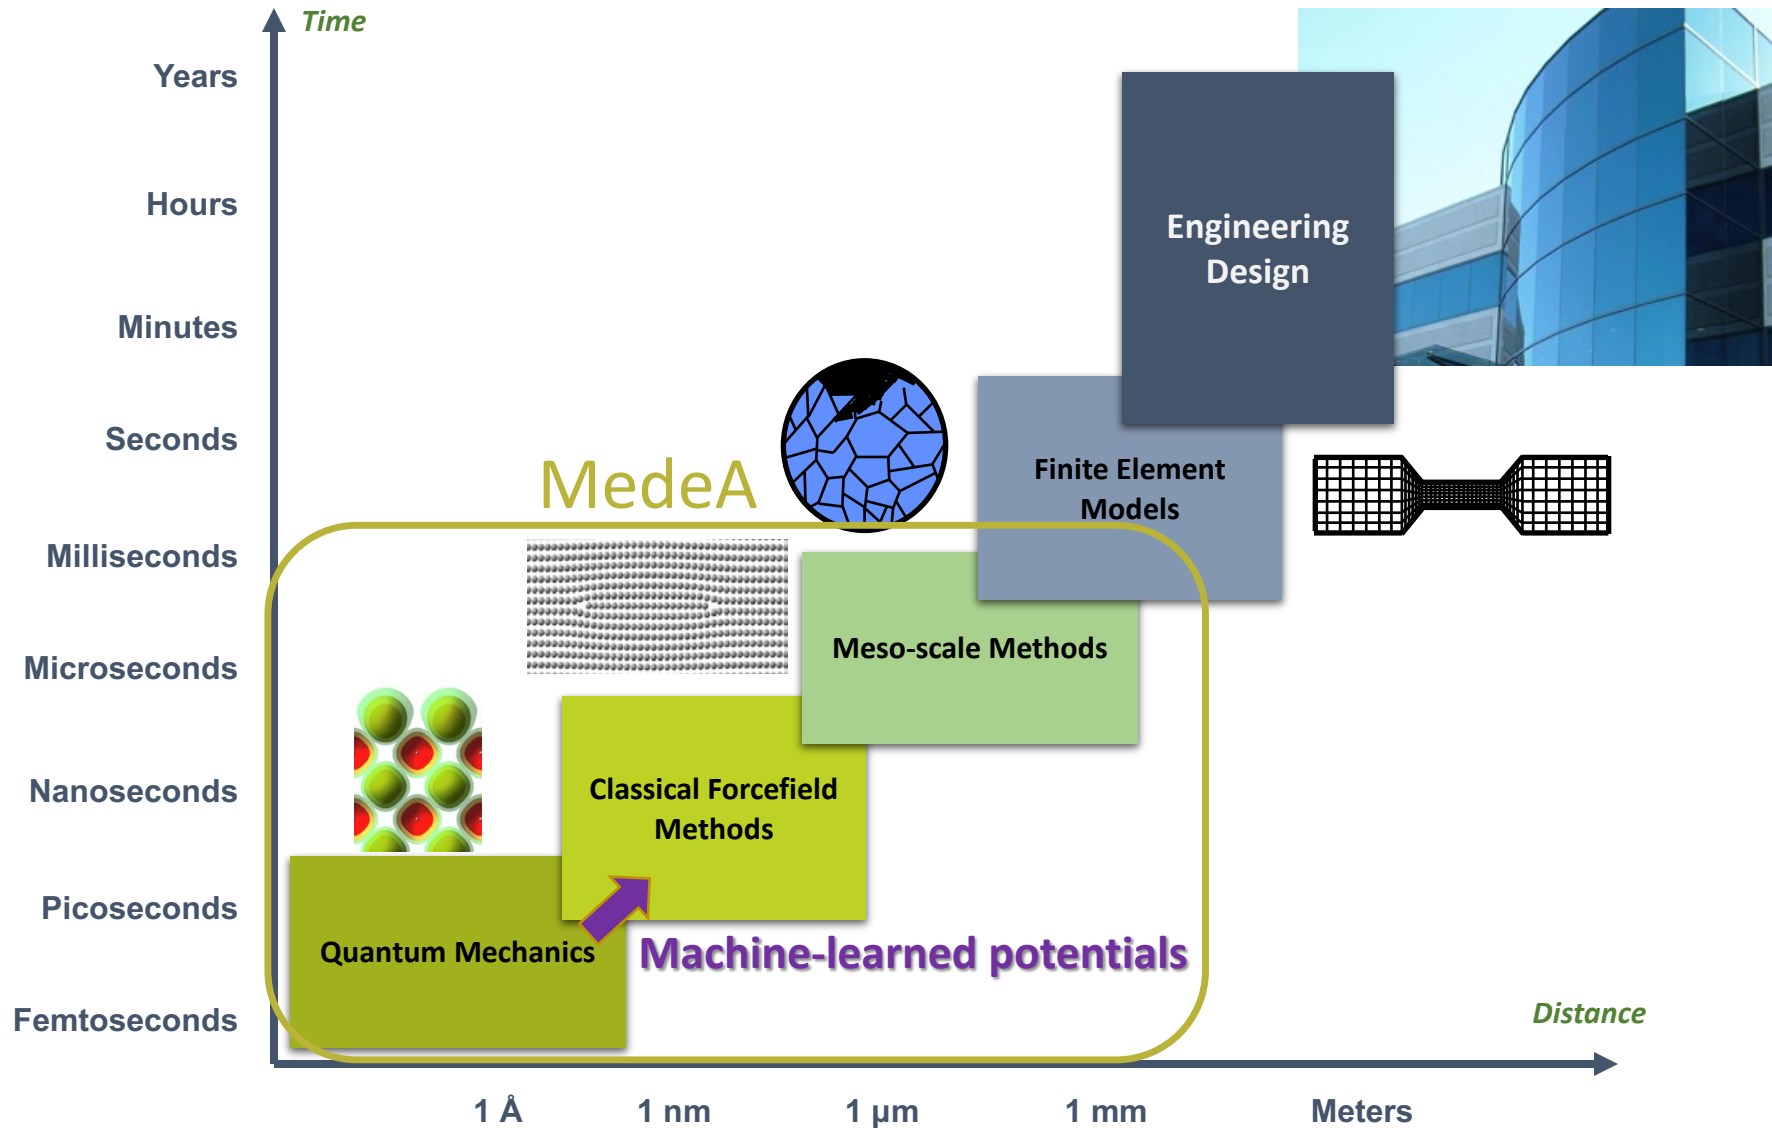 Time
Years
Hours
Minutes
Seconds
Milliseconds
Microseconds
Nanoseconds
Picoseconds
Femtoseconds
Engineering
Design
Finite Element
Models
MedeA
Meso-scale Methods
Classical Forcefield
Methods
Quantum Mechanics
Machine-learned potentials
Distance
1 Å
1 nm
1 μm
1 mm
Meters